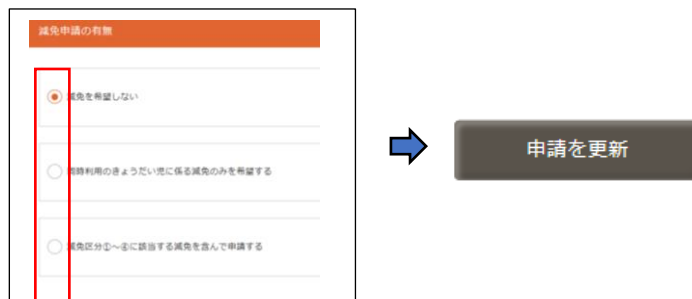 減免申請の有無
減免を希望しない
同時利用のきょうだい児に係る減免のみを希望する
減免区分①～④に該当する減免を含んで申請する
申請を更新